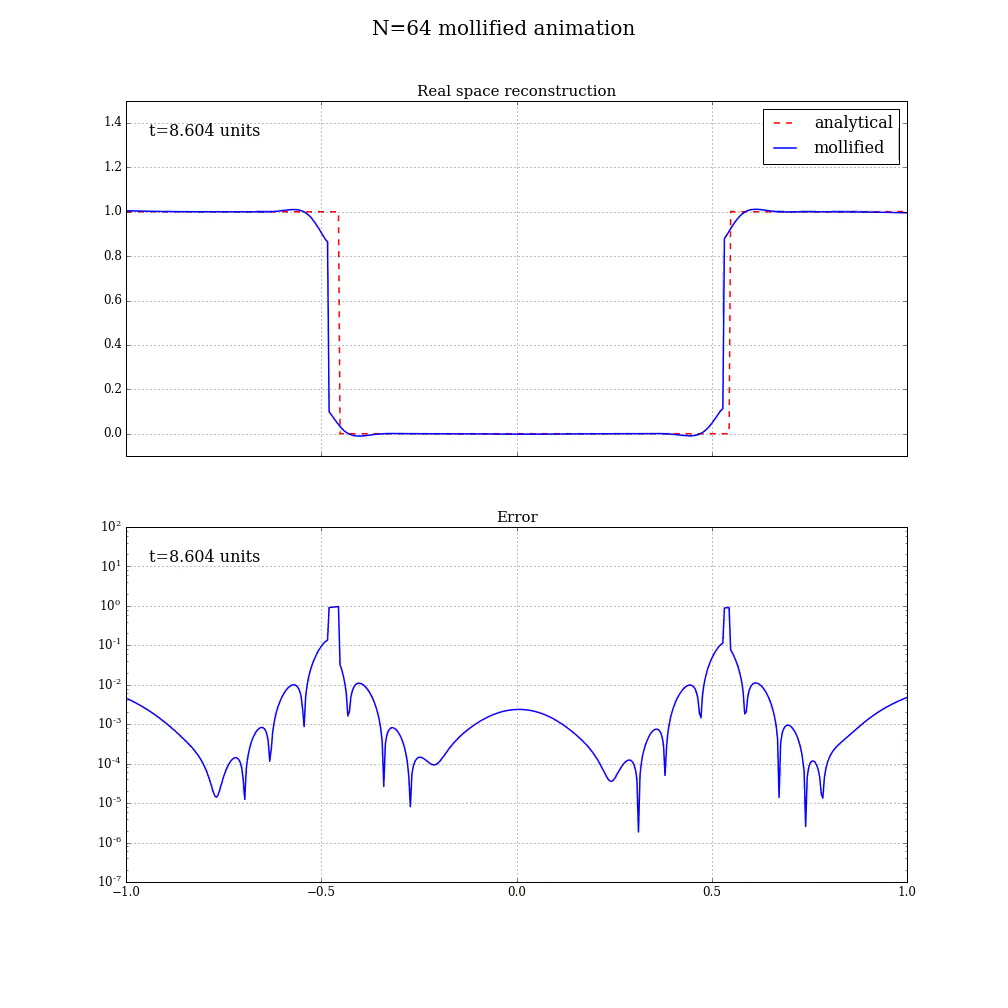 N=64 mollified animation
Real space reconstruction
t=8.604 units
analytical
mollified
1.4
1.2
1.0
0.8
0.6
0.4
0.2
0.0
Error
t=8.604 units
10²
10¹
10⁰
10⁻¹
10⁻²
10⁻³
10⁻⁴
10⁻⁵
10⁻⁶
10⁻⁷
−1.0 −0.5 0.0 0.5 1.0